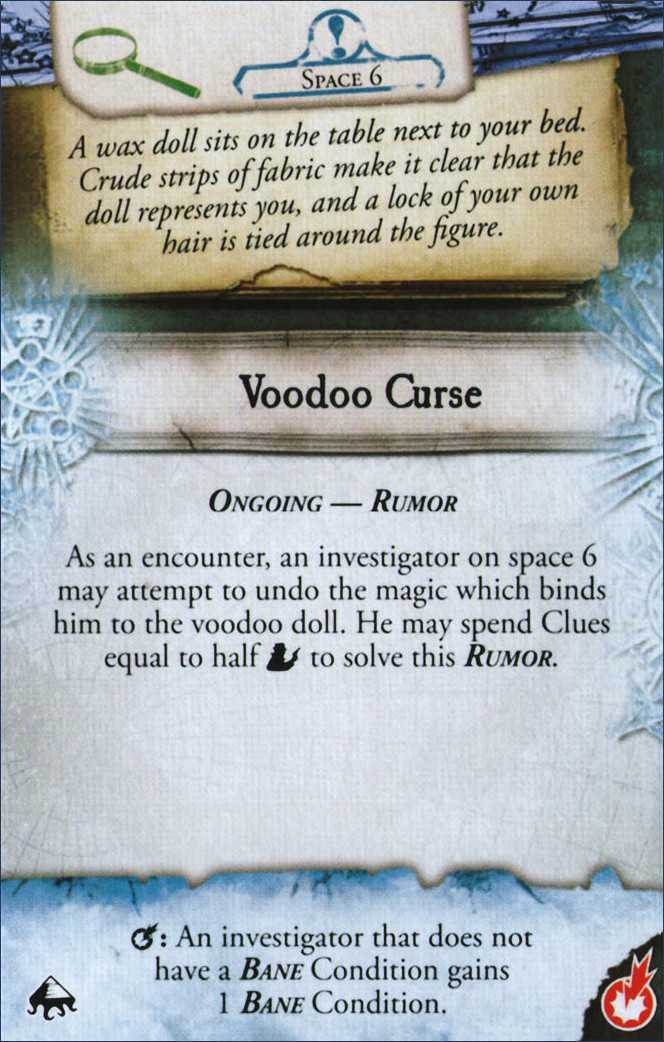 SPACE 6
A wax doll sits on the table next to your bed.
Crude strips of fabric make it clear that the
doll represents you, and a lock of your own
hair is tied around the figure.
Voodoo Curse
ONGOING — RUMOR
As an encounter, an investigator on space 6
may attempt to undo the magic which binds
him to the voodoo doll. He may spend Clues
equal to half to solve this RUMOR.
: An investigator that does not
have a BANE Condition gains
1 BANE Condition.